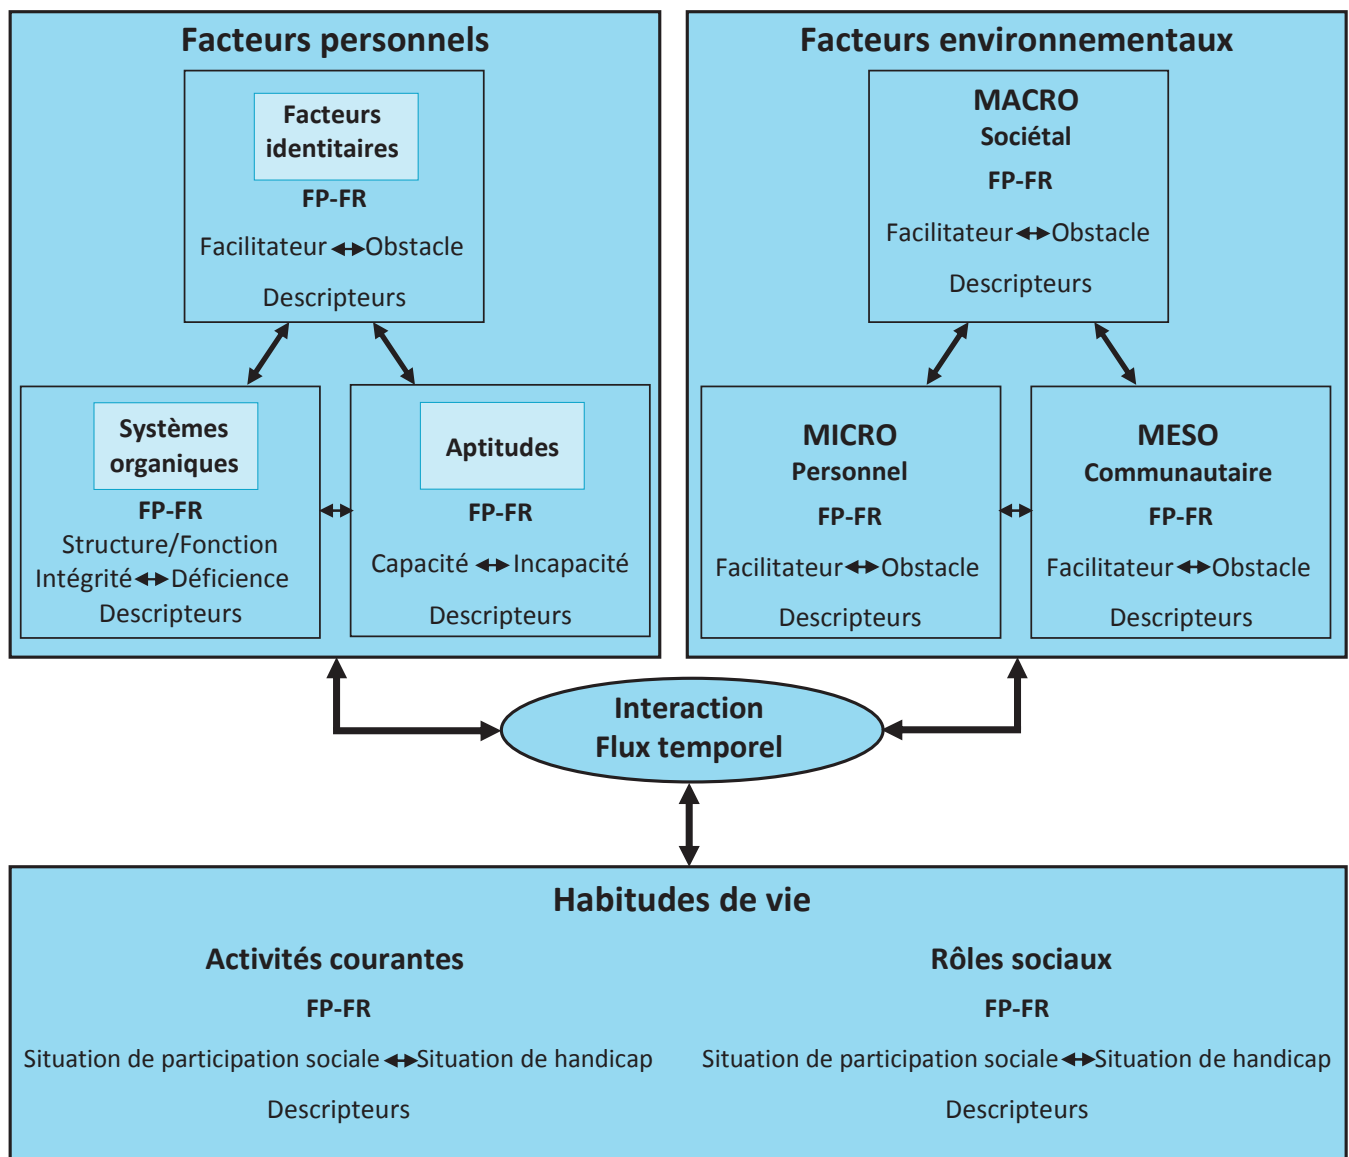 Facteurs personnels
Facteurs
identitaires
FP-FR
Facilitateur ↔ Obstacle
Descripteurs
Systèmes
organiques
FP-FR
Structure/Fonction
Intégrité ↔ Déficience
Descripteurs
Aptitudes
FP-FR
Capacité ↔ Incapacité
Descripteurs
Facteurs environnementaux
MACRO
Sociétal
FP-FR
Facilitateur ↔ Obstacle
Descripteurs
MICRO
Personnel
FP-FR
Facilitateur ↔ Obstacle
Descripteurs
MESO
Communautaire
FP-FR
Facilitateur ↔ Obstacle
Descripteurs
Interaction
Flux temporel
Habitudes de vie
Activités courantes
FP-FR
Situation de participation sociale ↔ Situation de handicap
Descripteurs
Rôles sociaux
FP-FR
Situation de participation sociale ↔ Situation de handicap
Descripteurs